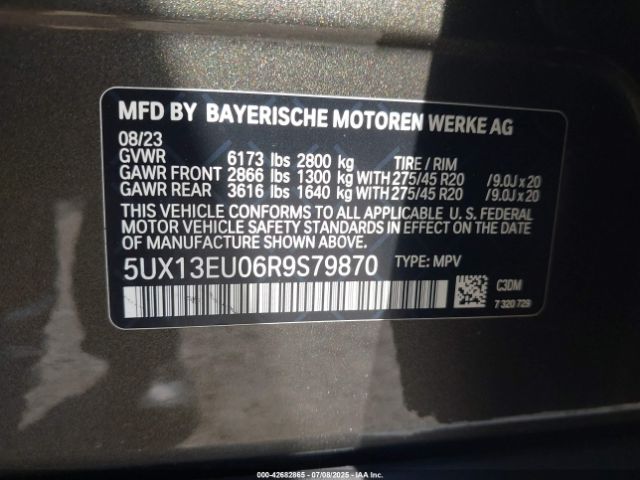 MFD BY BAYERISCHE MOTOREN WERKE AG
08/23
GVWR 6173 lbs 2800 kg TIRE / RIM
GAWR FRONT 2866 lbs 1300 kg WITH 275/45 R20 /9.0J x 20
GAWR REAR 3616 lbs 1640 kg WITH 275/45 R20 /9.0J x 20
THIS VEHICLE CONFORMS TO ALL APPLICABLE U. S. FEDERAL
MOTOR VEHICLE SAFETY STANDARDS IN EFFECT ON THE DATE
OF MANUFACTURE SHOWN ABOVE.
5UX13EU06R9S79870 TYPE: MPV
C3DM
7 320 729
000-42682865 - 07/08/2025 - IAAI.COM